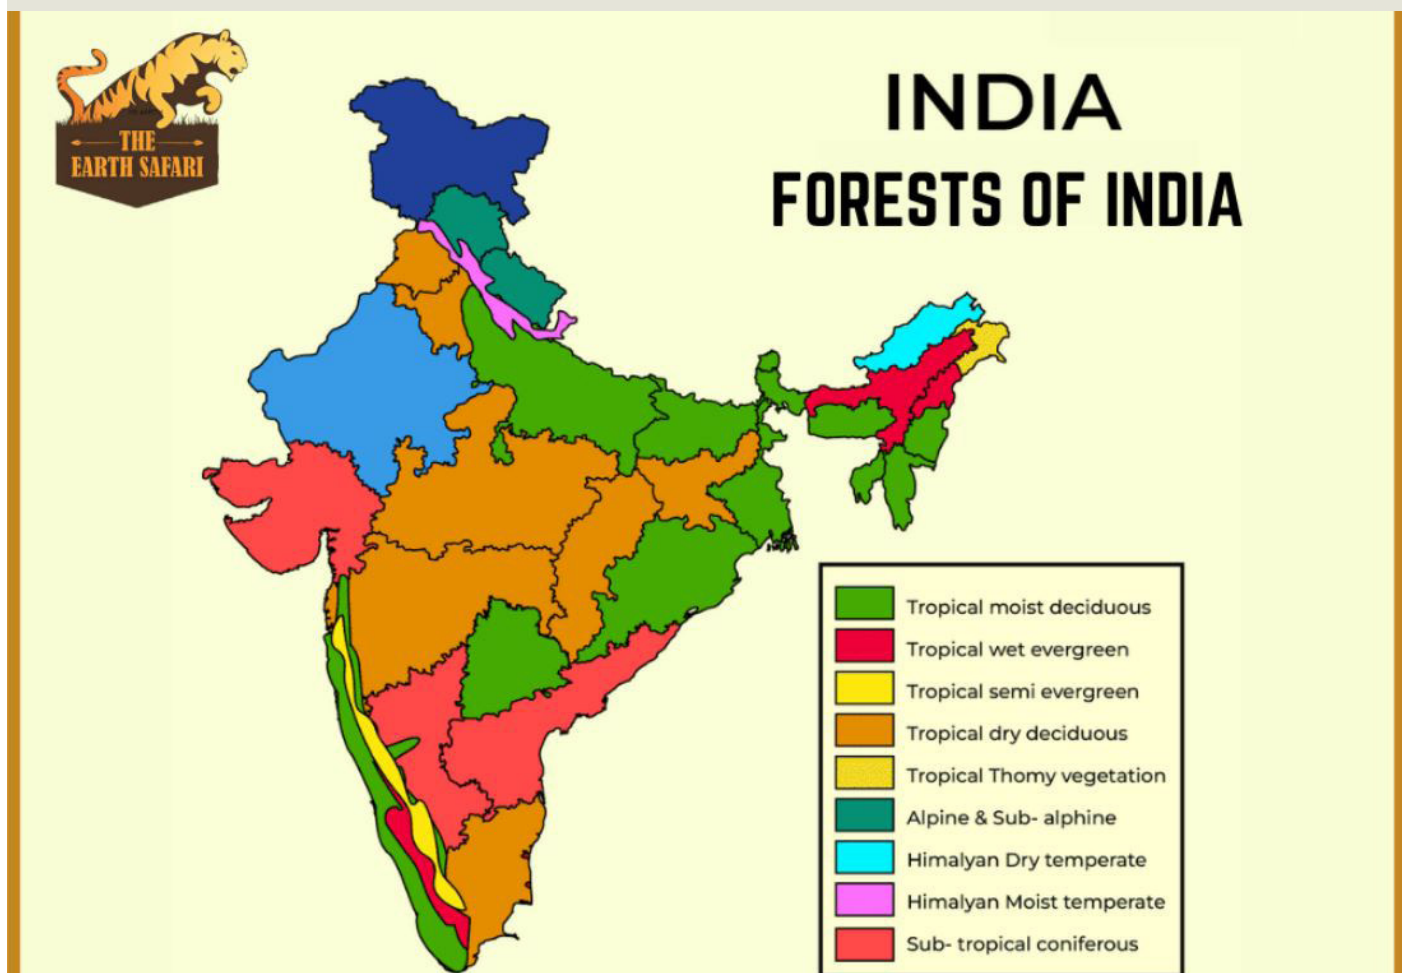 THE
EARTH SAFARI
INDIA
FORESTS OF INDIA
Tropical moist deciduous
Tropical wet evergreen
Tropical semi evergreen
Tropical dry deciduous
Tropical Thomy vegetation
Alpine & Sub- alphine
Himalyan Dry temperate
Himalyan Moist temperate
Sub- tropical coniferous